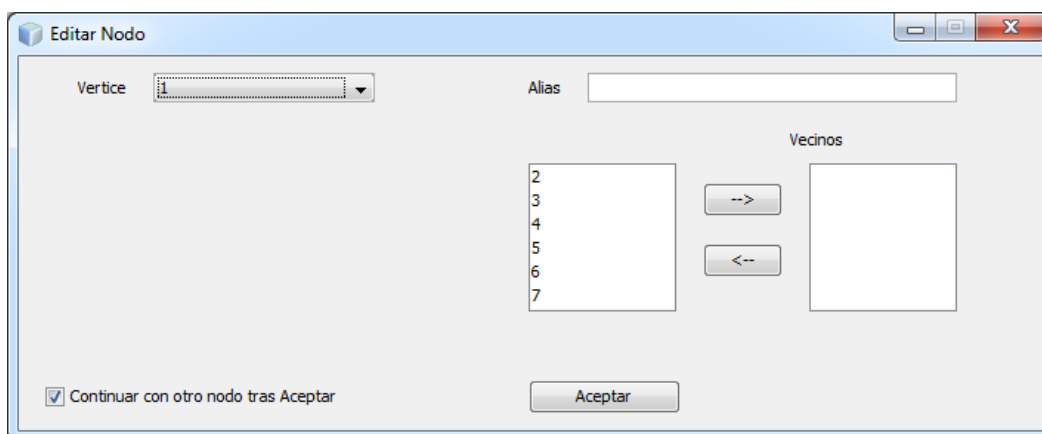 Editar Nodo
Vertice 1 Alias
Vecinos
2
3
4
5
6
7
-->
<--
Continuar con otro nodo tras Aceptar Aceptar